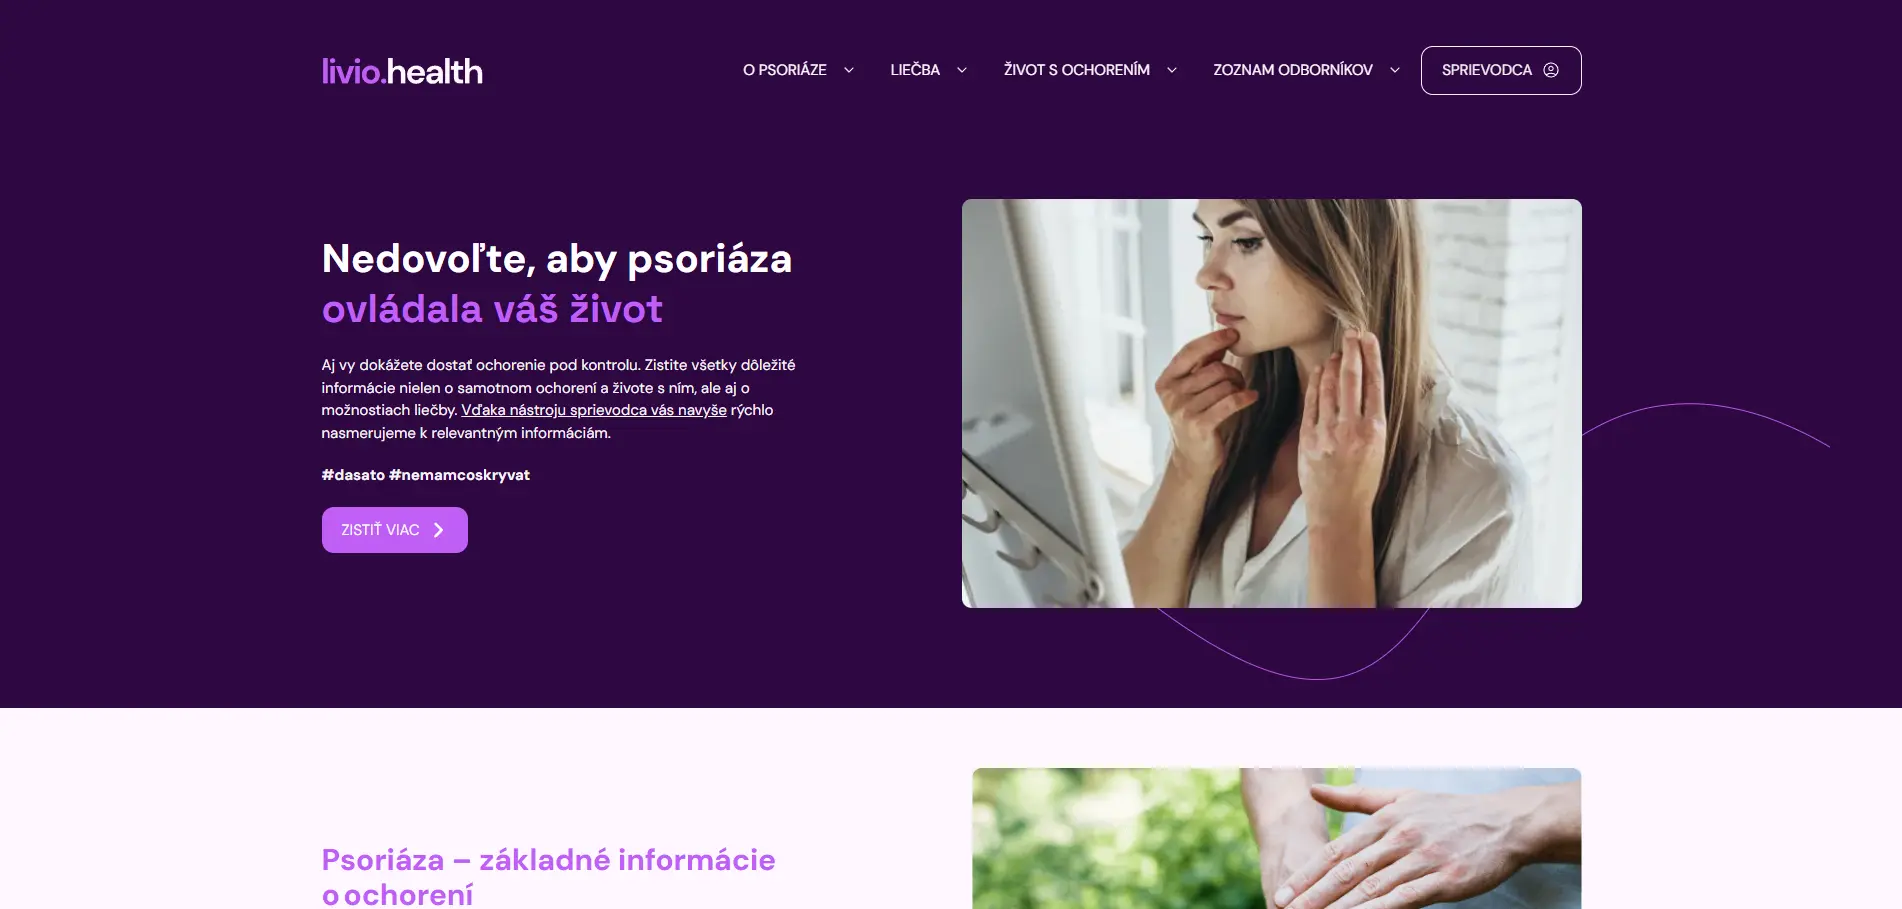 livio.health
O PSORIÁZE
LIEČBA
ŽIVOT S OCHORENÍM
ZOZNAM ODBORNÍKOV
SPRIEVODCA
Nedovoľte, aby psoriáza
ovládala váš život
Aj vy dokážete dostať ochorenie pod kontrolu. Zistite všetky dôležité
informácie nielen o samotnom ochorení a živote s ním, ale aj o
možnostiach liečby. Vďaka nástroju sprievodca vás navyše rýchlo
nasmerujeme k relevantným informáciám.
#dasato #nemamcoskryvat
ZISTIŤ VIAC
Psoriáza – základné informácie
o ochorení